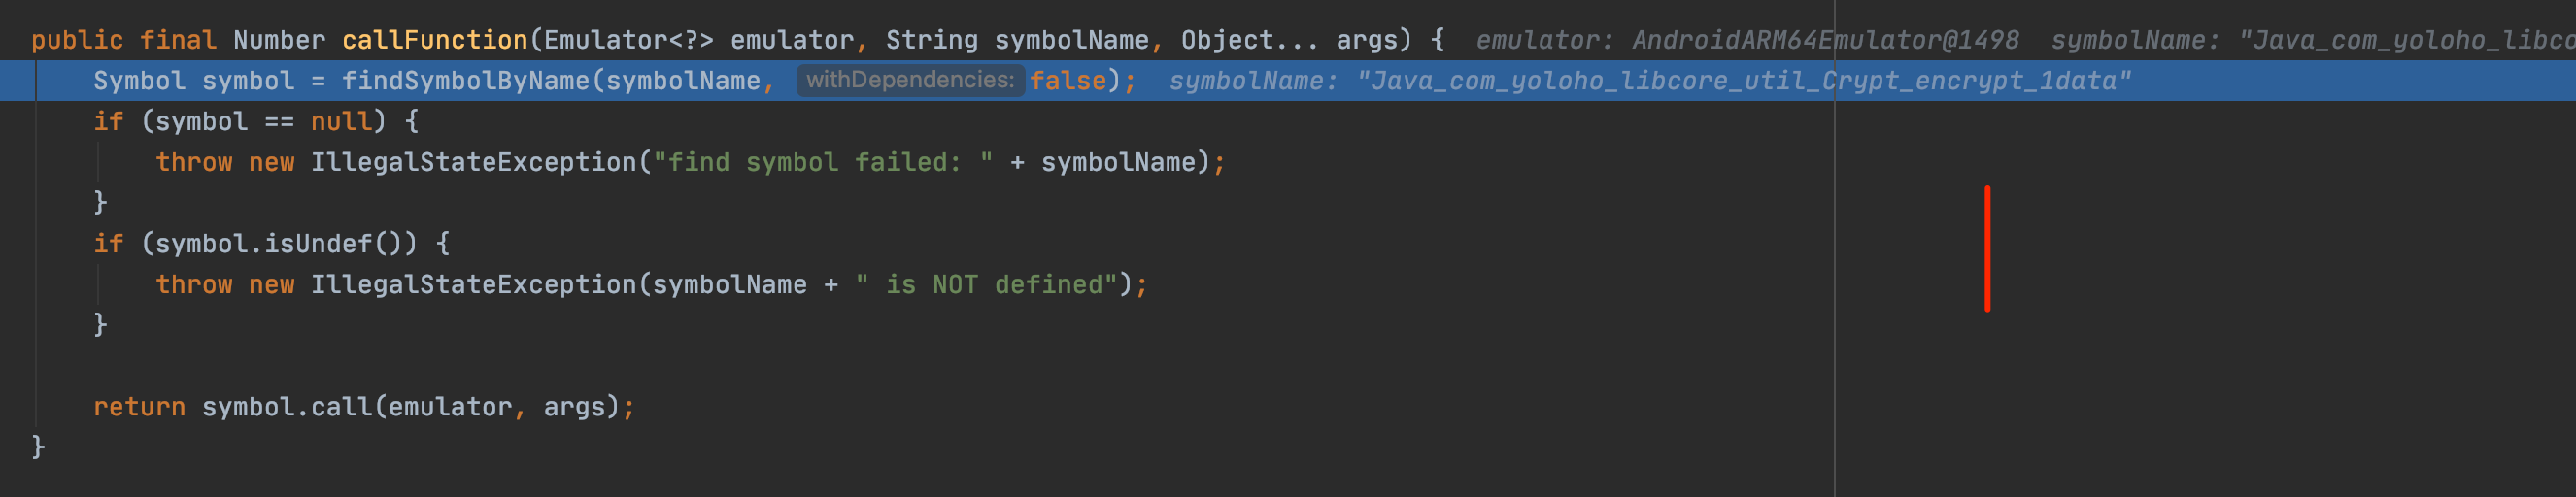 public final Number callFunction(Emulator<?> emulator, String symbolName, Object... args) { emulator: AndroidARM64Emulator@1498 symbolName: "Java_com_yoloho_libco
Symbol symbol = findSymbolByName(symbolName, withDependencies: false); symbolName: "Java_com_yoloho_libcore_util_Crypt_encrypt_1data"
if (symbol == null) {
throw new IllegalStateException("find symbol failed: " + symbolName);
}
if (symbol.isUndef()) {
throw new IllegalStateException(symbolName + " is NOT defined");
}
return symbol.call(emulator, args);
}